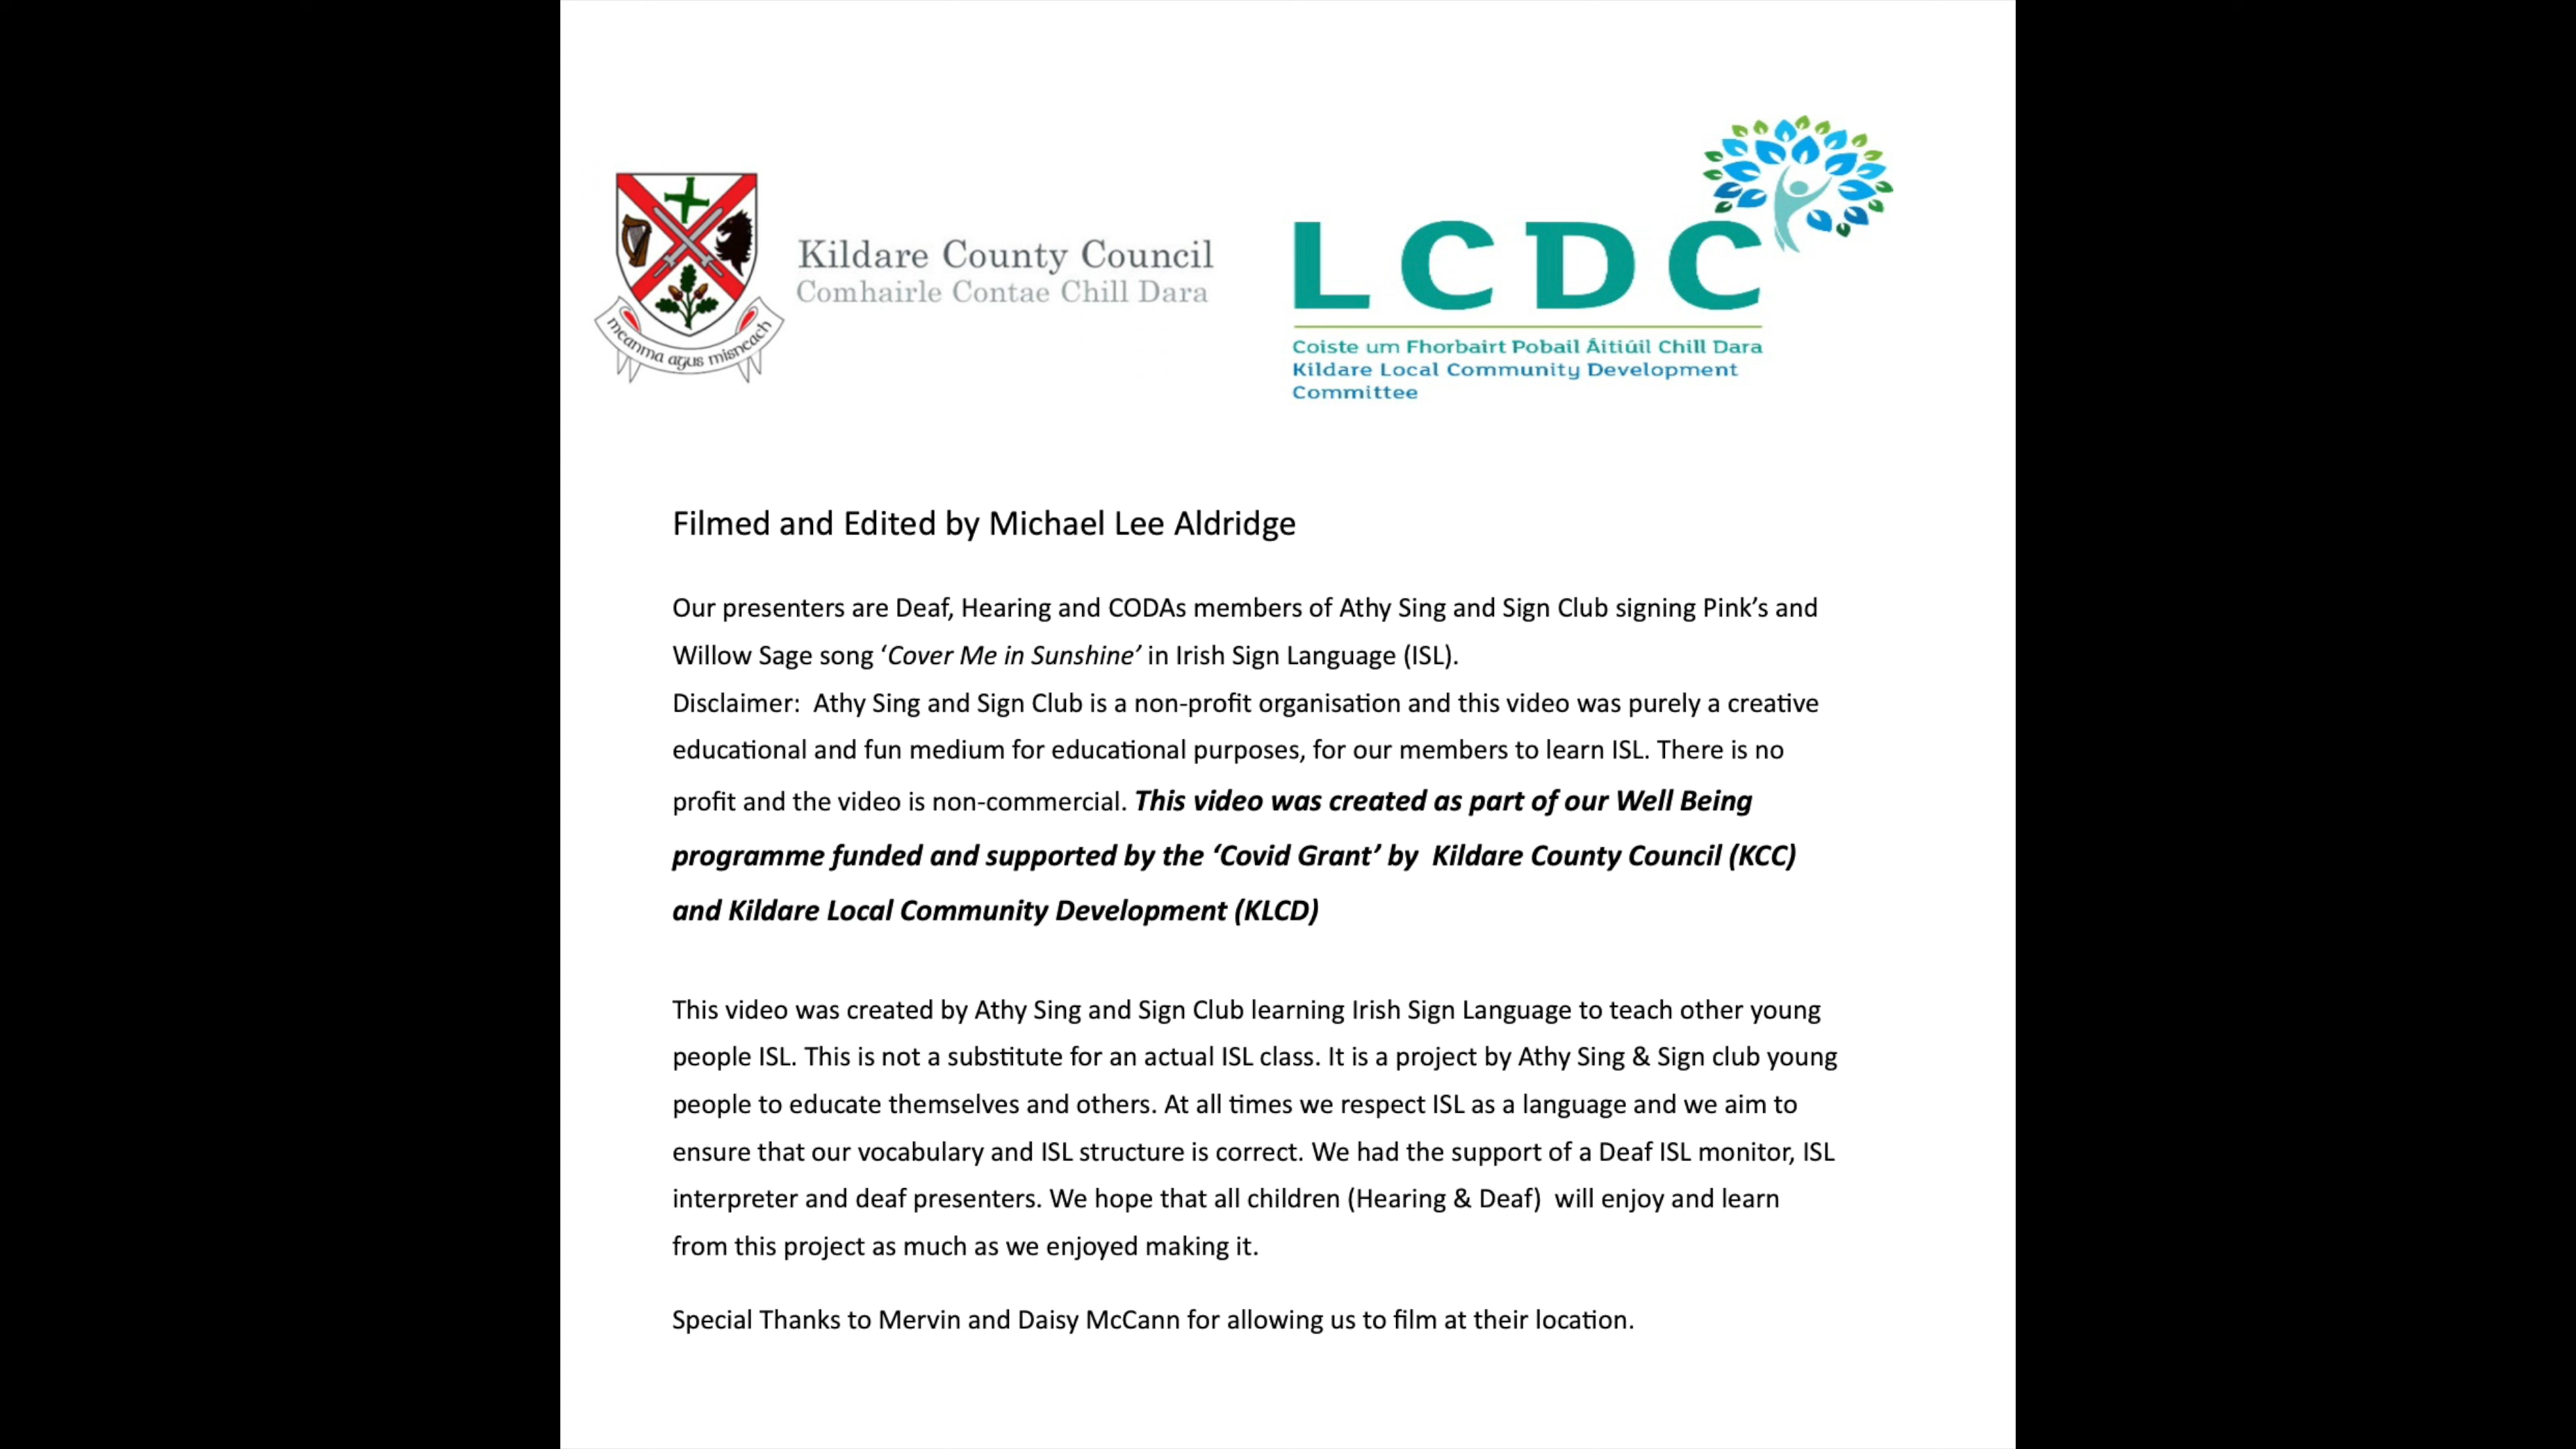 meanma agus misneach
Kildare County Council
Comhairle Contae Chill Dara
LCDC
Coiste um Fhorbairt Pobail Áitiúil Chill Dara
Kildare Local Community Development
Committee
Filmed and Edited by Michael Lee Aldridge
Our presenters are Deaf, Hearing and CODAs members of Athy Sing and Sign Club signing Pink’s and
Willow Sage song ‘Cover Me in Sunshine’ in Irish Sign Language (ISL).
Disclaimer:  Athy Sing and Sign Club is a non-profit organisation and this video was purely a creative
educational and fun medium for educational purposes, for our members to learn ISL. There is no
profit and the video is non-commercial. This video was created as part of our Well Being
programme funded and supported by the ‘Covid Grant’ by  Kildare County Council (KCC)
and Kildare Local Community Development (KLCD)
This video was created by Athy Sing and Sign Club learning Irish Sign Language to teach other young
people ISL. This is not a substitute for an actual ISL class. It is a project by Athy Sing & Sign club young
people to educate themselves and others. At all times we respect ISL as a language and we aim to
ensure that our vocabulary and ISL structure is correct. We had the support of a Deaf ISL monitor, ISL
interpreter and deaf presenters. We hope that all children (Hearing & Deaf)  will enjoy and learn
from this project as much as we enjoyed making it.
Special Thanks to Mervin and Daisy McCann for allowing us to film at their location.